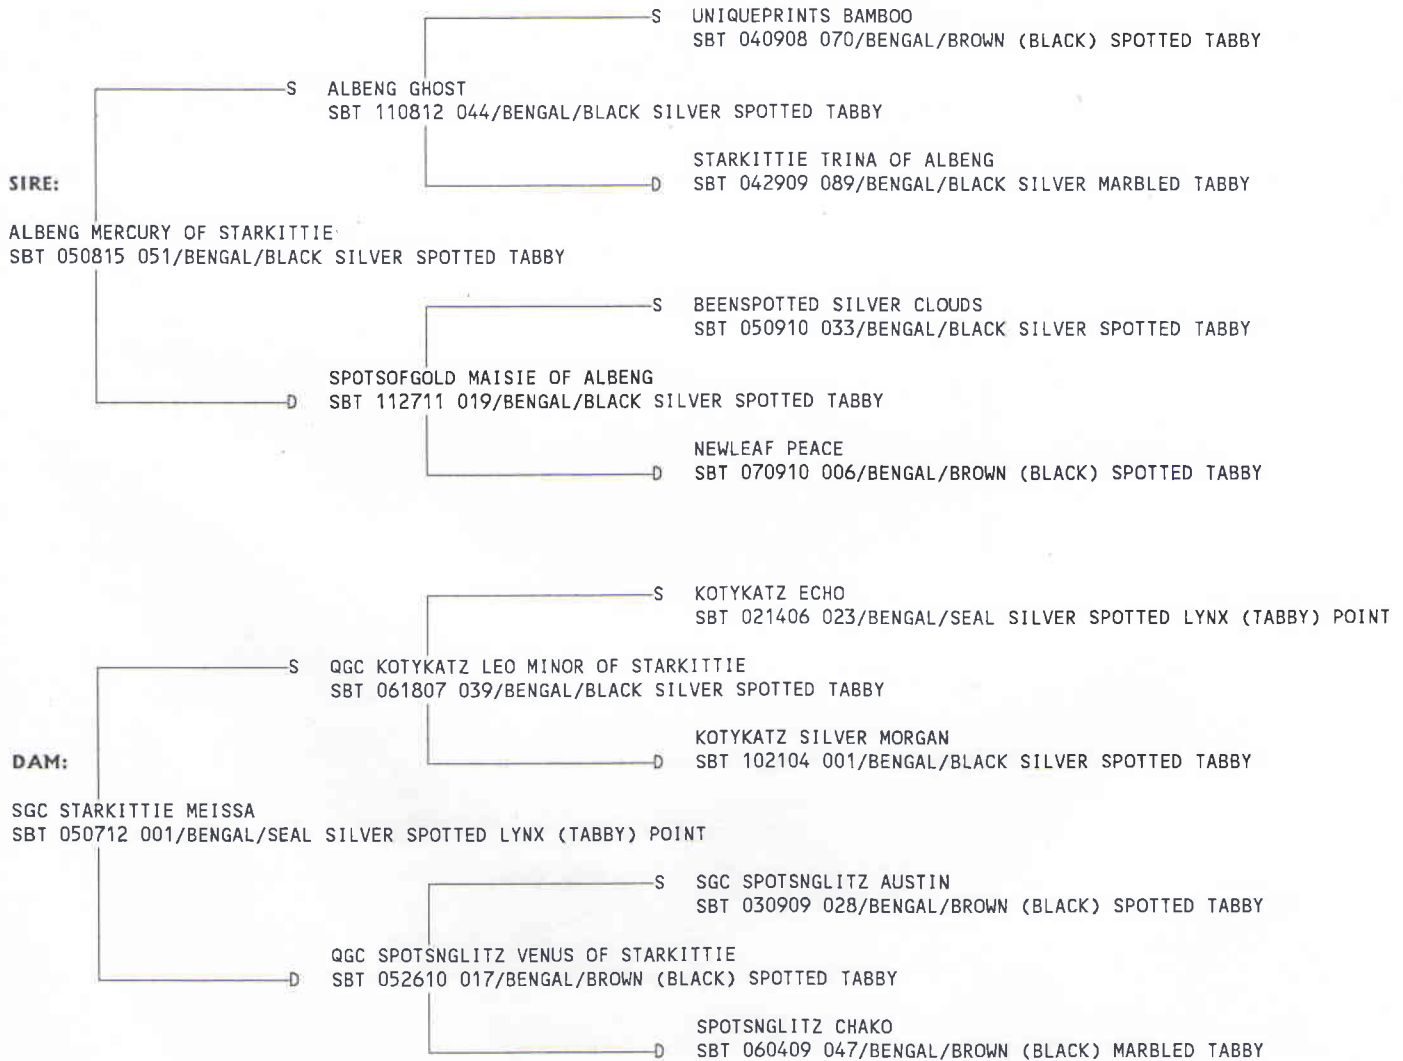 S UNIQUEPRINTS BAMBOO
SBT 040908 070/BENGAL/BROWN (BLACK) SPOTTED TABBY
S ALBENG GHOST
SBT 110812 044/BENGAL/BLACK SILVER SPOTTED TABBY
STARKITTIE TRINA OF ALBENG
D SBT 042909 089/BENGAL/BLACK SILVER MARBLED TABBY
SIRE:
ALBENG MERCURY OF STARKITTIE
SBT 050815 051/BENGAL/BLACK SILVER SPOTTED TABBY
S BEENSPOTTED SILVER CLOUDS
SBT 050910 033/BENGAL/BLACK SILVER SPOTTED TABBY
SPOTSOFGOLD MAISIE OF ALBENG
D SBT 112711 019/BENGAL/BLACK SILVER SPOTTED TABBY
NEWLEAF PEACE
D SBT 070910 006/BENGAL/BROWN (BLACK) SPOTTED TABBY
S KOTYKATZ ECHO
SBT 021406 023/BENGAL/SEAL SILVER SPOTTED LYNX (TABBY) POINT
S QGC KOTYKATZ LEO MINOR OF STARKITTIE
SBT 061807 039/BENGAL/BLACK SILVER SPOTTED TABBY
KOTYKATZ SILVER MORGAN
D SBT 102104 001/BENGAL/BLACK SILVER SPOTTED TABBY
DAM:
SGC STARKITTIE MEISSA
SBT 050712 001/BENGAL/SEAL SILVER SPOTTED LYNX (TABBY) POINT
S SGC SPOTSNGLITZ AUSTIN
SBT 030909 028/BENGAL/BROWN (BLACK) SPOTTED TABBY
QGC SPOTSNGLITZ VENUS OF STARKITTIE
D SBT 052610 017/BENGAL/BROWN (BLACK) SPOTTED TABBY
SPOTSNGLITZ CHAKO
D SBT 060409 047/BENGAL/BROWN (BLACK) MARBLED TABBY